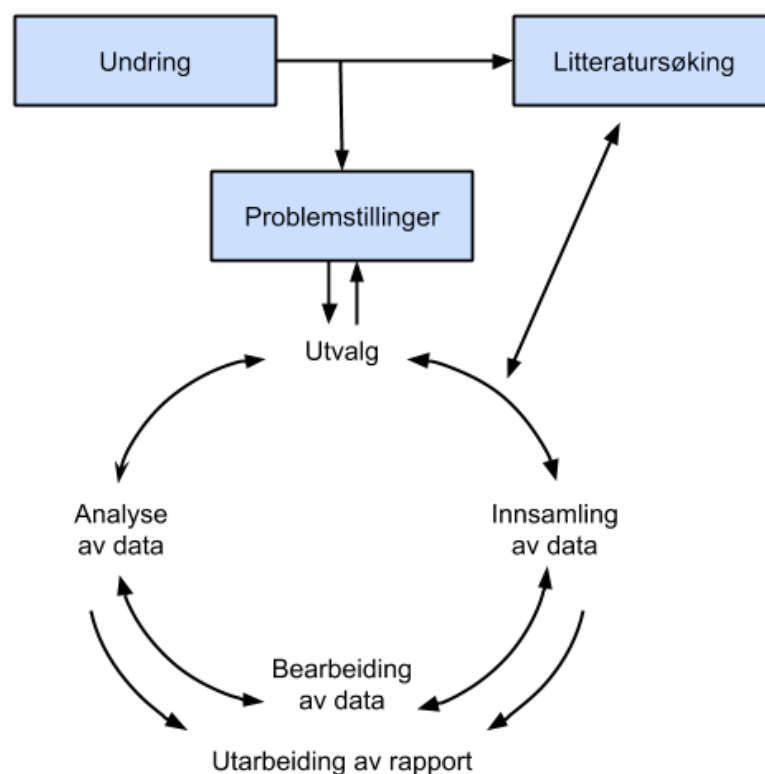 Undring
Litteratursøking
Problemstillinger
Utvalg
Analyse
av data
Innsamling
av data
Bearbeiding
av data
Utarbeiding av rapport